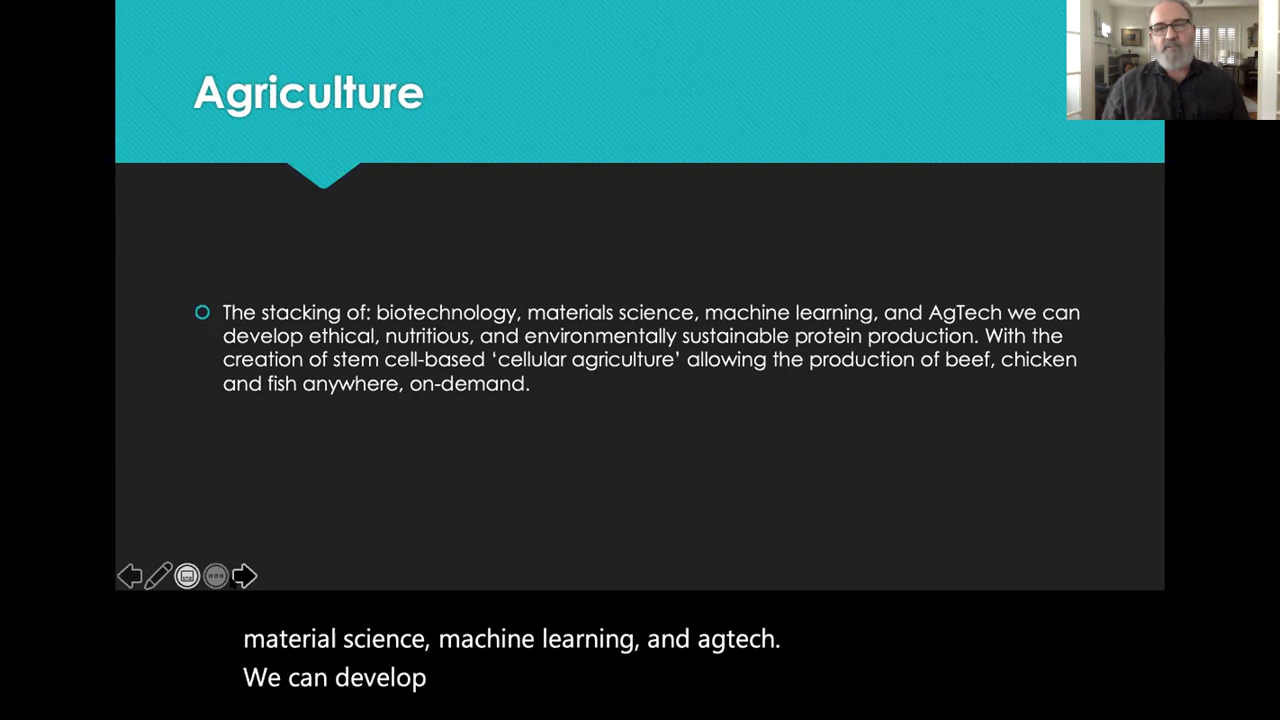 Agriculture
The stacking of: biotechnology, materials science, machine learning, and AgTech we can
develop ethical, nutritious, and environmentally sustainable protein production. With the
creation of stem cell-based ‘cellular agriculture’ allowing the production of beef, chicken
and fish anywhere, on-demand.
material science, machine learning, and agtech.
We can develop